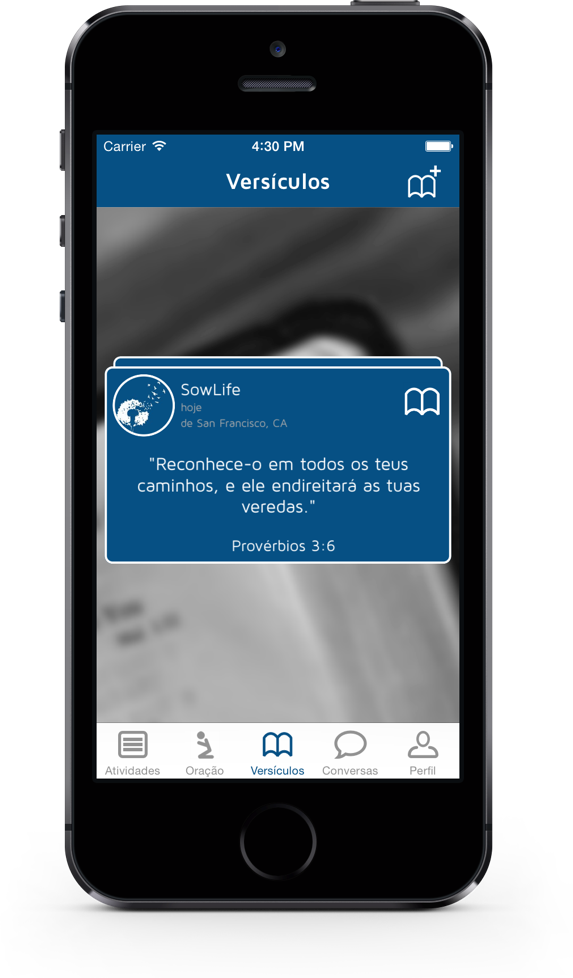 Carrier 4:30 PM
Versículos
SowLife
hoje
de San Francisco, CA
"Reconhece-o em todos os teus
caminhos, e ele endireitará as tuas
veredas."
Provérbios 3:6
Atividades Oração Versículos Conversas Perfil